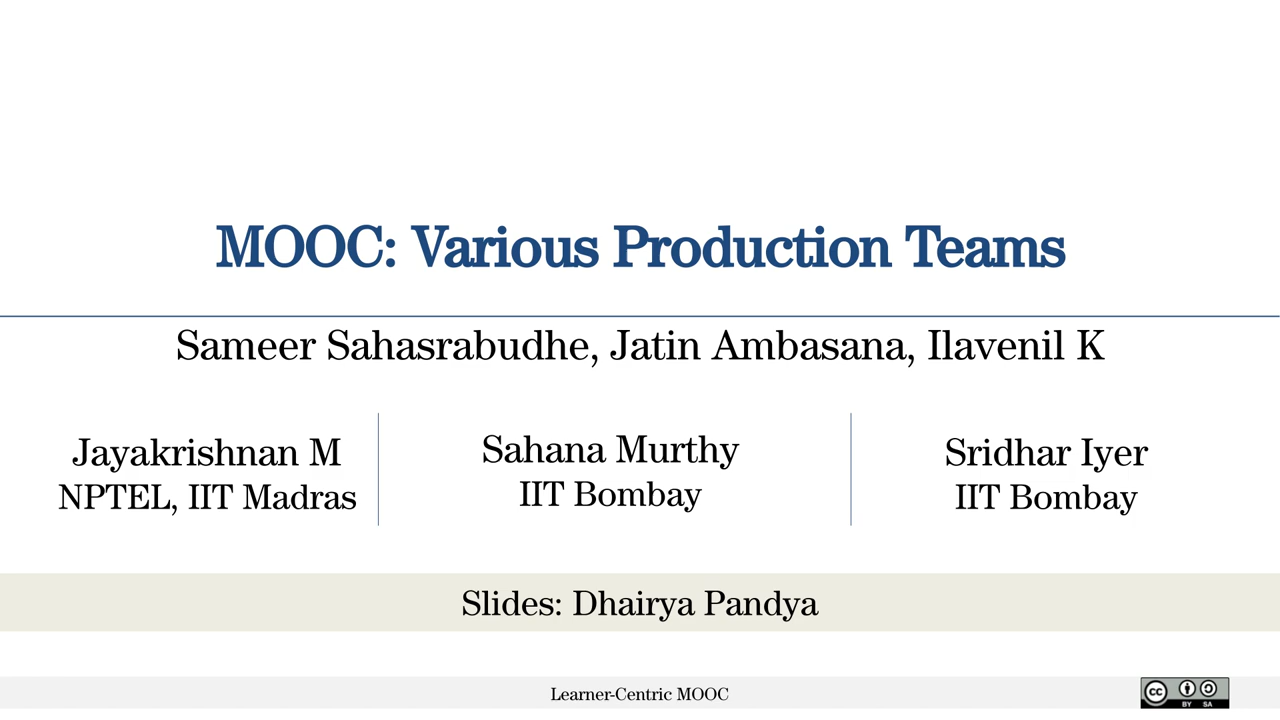 MOOC: Various Production Teams
Sameer Sahasrabudhe, Jatin Ambasana, Ilavenil K
Jayakrishnan M
NPTEL, IIT Madras
Sahana Murthy
IIT Bombay
Sridhar Iyer
IIT Bombay
Slides: Dhairya Pandya
Learner-Centric MOOC
cc
BY SA